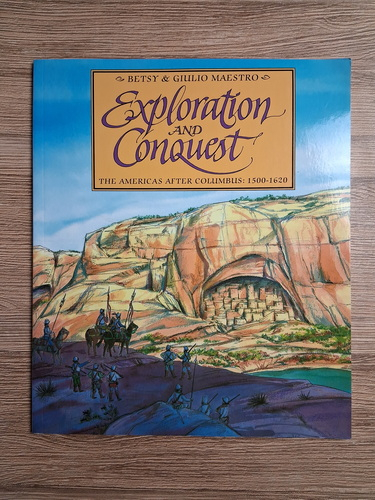 BETSY & GIULIO MAESTRO
Exploration
AND
Conquest
THE AMERICAS AFTER COLUMBUS: 1500-1620